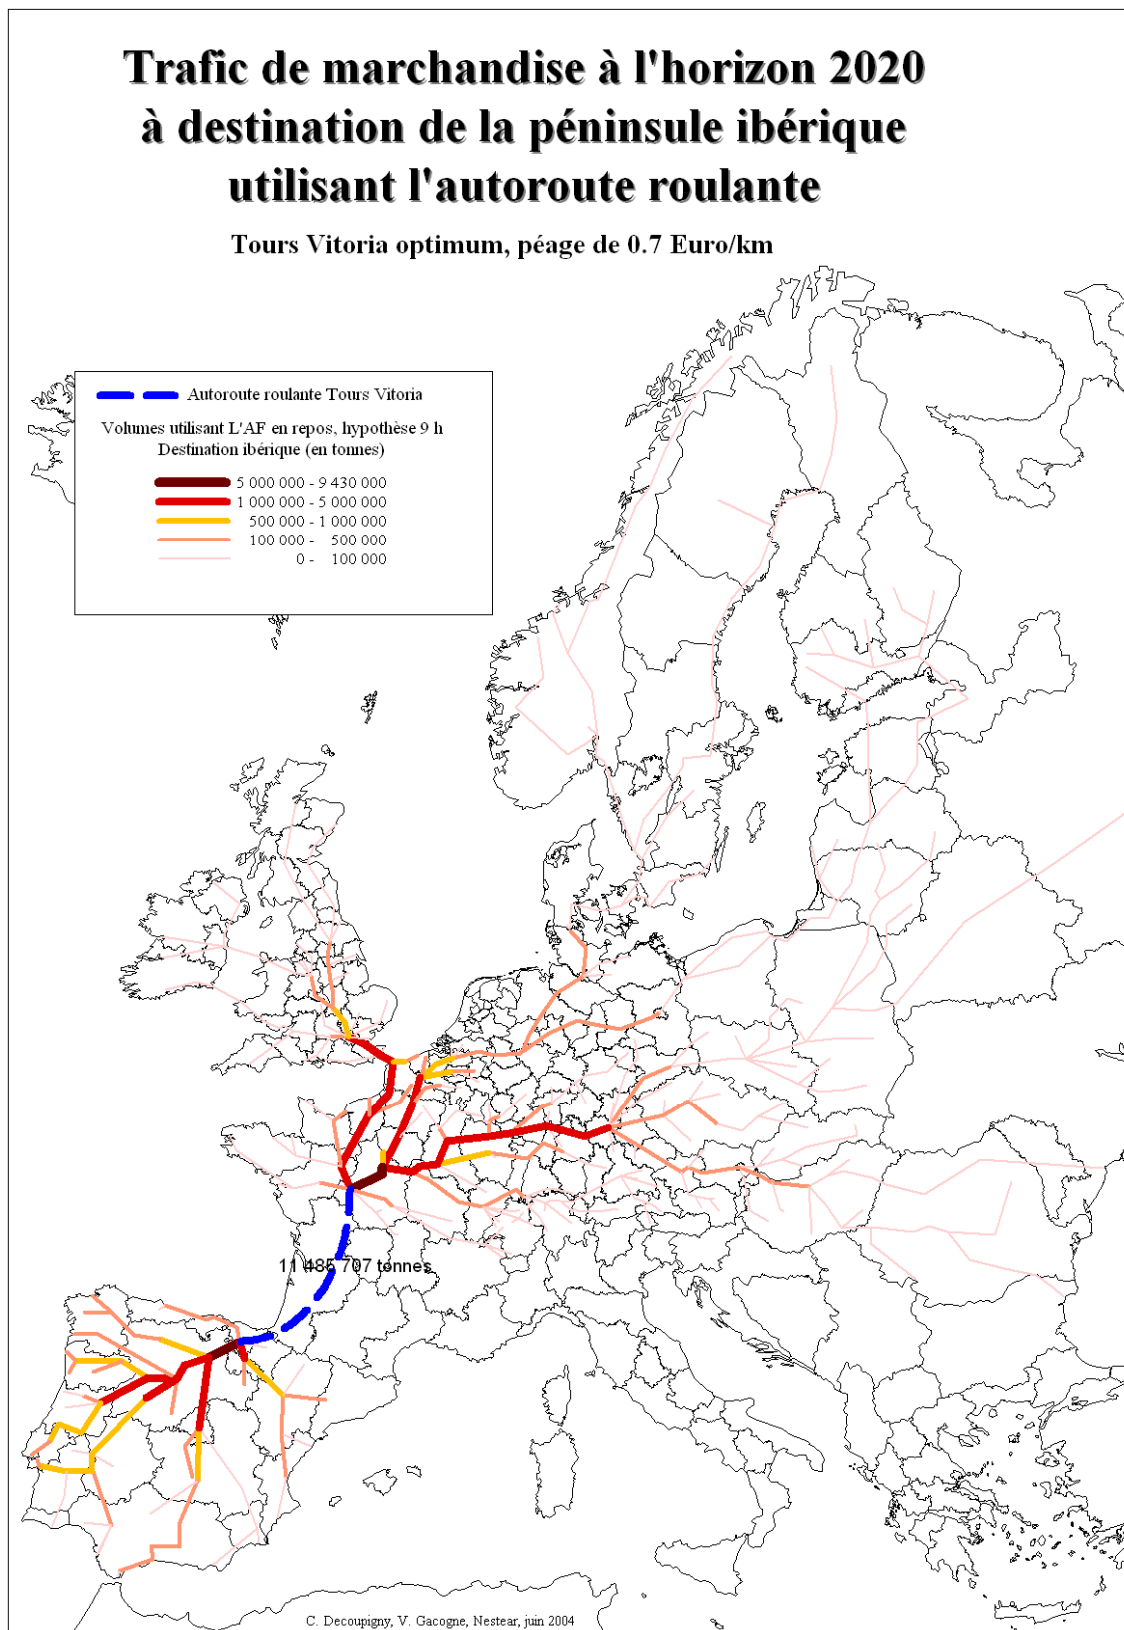 Trafic de marchandise à l'horizon 2020
à destination de la péninsule ibérique
utilisant l'autoroute roulante
Tours Vitoria optimum, péage de 0.7 Euro/km
Autoroute roulante Tours Vitoria
Volumes utilisant L'AF en repos, hypothèse 9 h
Destination ibérique (en tonnes)
5 000 000 - 9 430 000
1 000 000 - 5 000 000
500 000 - 1 000 000
100 000 - 500 000
0 - 100 000
11 485 707 tonnes
C. Decoupigny, V. Gacogne, Nestear, juin 2004